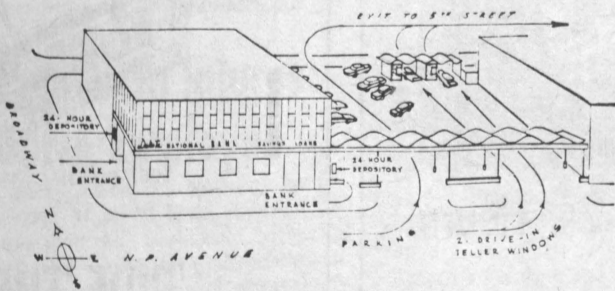 EXIT TO 5TH STREET
BROADWAY
24-HOUR
DEPOSITORY
BANK
ENTRANCE
NATIONAL BANK SAVINGS LOANS
24 HOUR
DEPOSITORY
BANK
ENTRANCE
PARKING
2 DRIVE-IN
TELLER WINDOWS
N
W
N.P. AVENUE